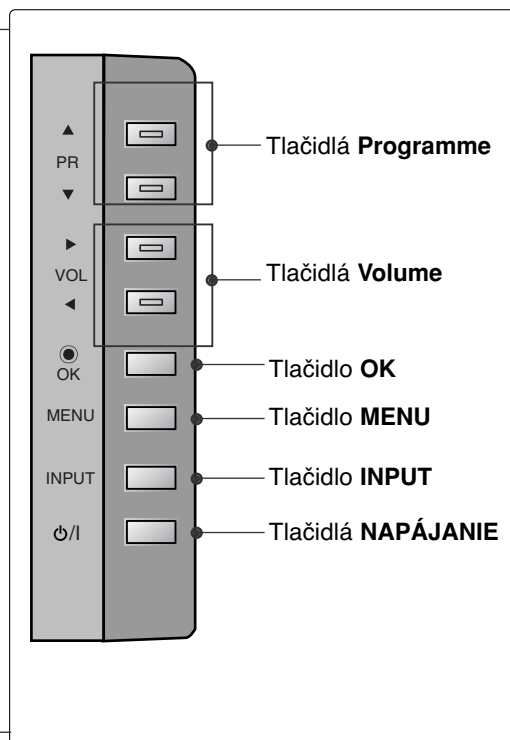 ▲
PR
▼
Tlačidlá Programme
►
VOL
◄
Tlačidlá Volume
OK
Tlačidlo OK
MENU
Tlačidlo MENU
INPUT
Tlačidlo INPUT
⏻/I
Tlačidlá NAPÁJANIE